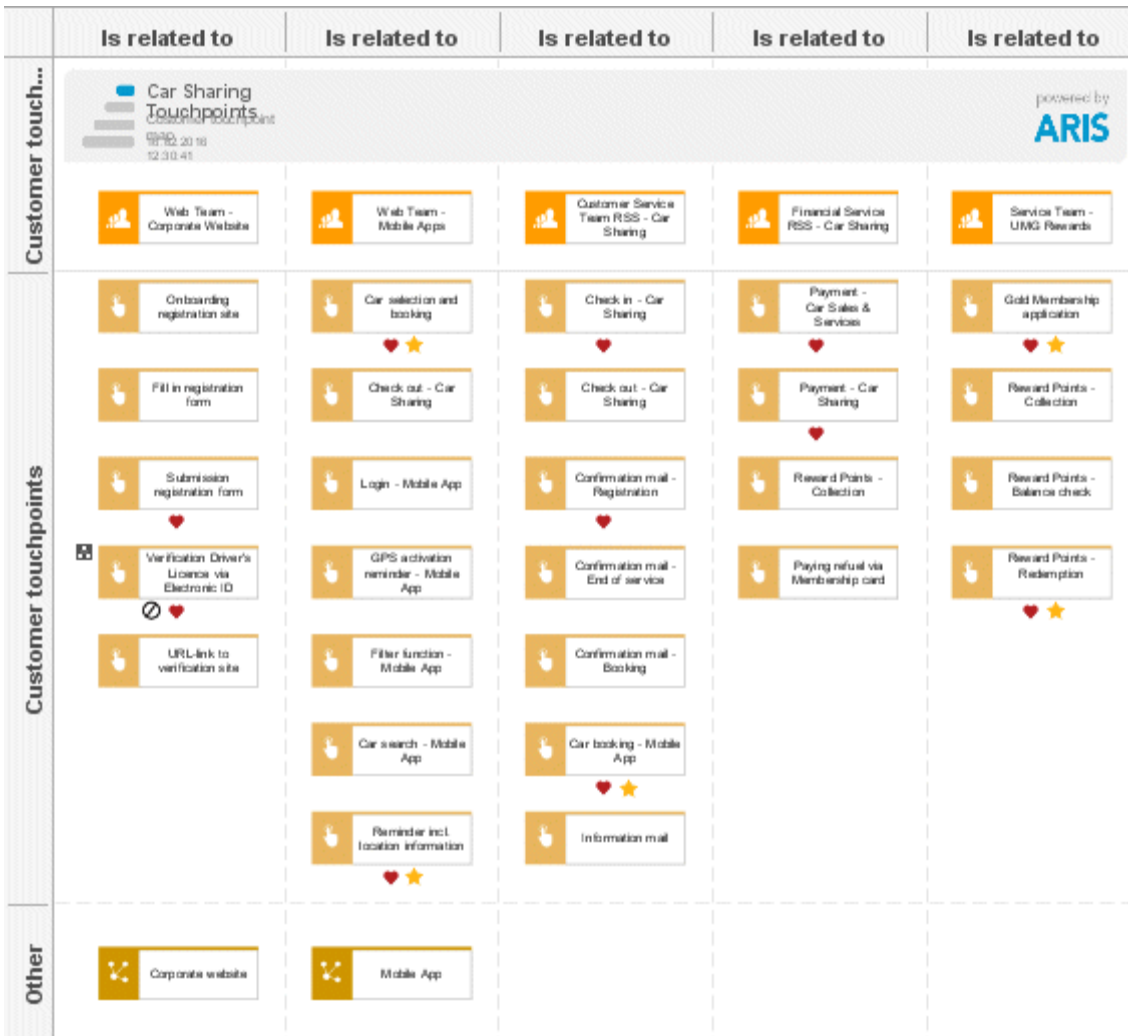 Is related to
Is related to
Is related to
Is related to
Is related to
Customer touch...
Car Sharing
Touchpoints
Customer touchpoint
map
12:30:41
powered by
ARIS
Web Team -
Corporate Website
Web Team -
Mobile Apps
Customer Service
Team RSS - Car
Sharing
Financial Service
RSS - Car Sharing
Service Team -
UMG Rewards
Customer touchpoints
Onboarding
registration site
Car selection and
booking
Check in - Car
Sharing
Payment -
Car Sales &
Services
Gold Membership
application
Fill in registration
form
Check out - Car
Sharing
Check out - Car
Sharing
Payment - Car
Sharing
Reward Points -
Collection
Submission
registration form
Login - Mobile App
Confirmation mail -
Registration
Reward Points -
Collection
Reward Points -
Balance check
Verification Driver's
Licence via
Electronic ID
GPS activation
reminder - Mobile
App
Confirmation mail -
End of service
Paying refuel via
Membership card
Reward Points -
Redemption
URL-link to
verification site
Filter function -
Mobile App
Confirmation mail -
Booking
Car search - Mobile
App
Car booking - Mobile
App
Reminder incl.
location information
Information mail
Other
Corporate website
Mobile App